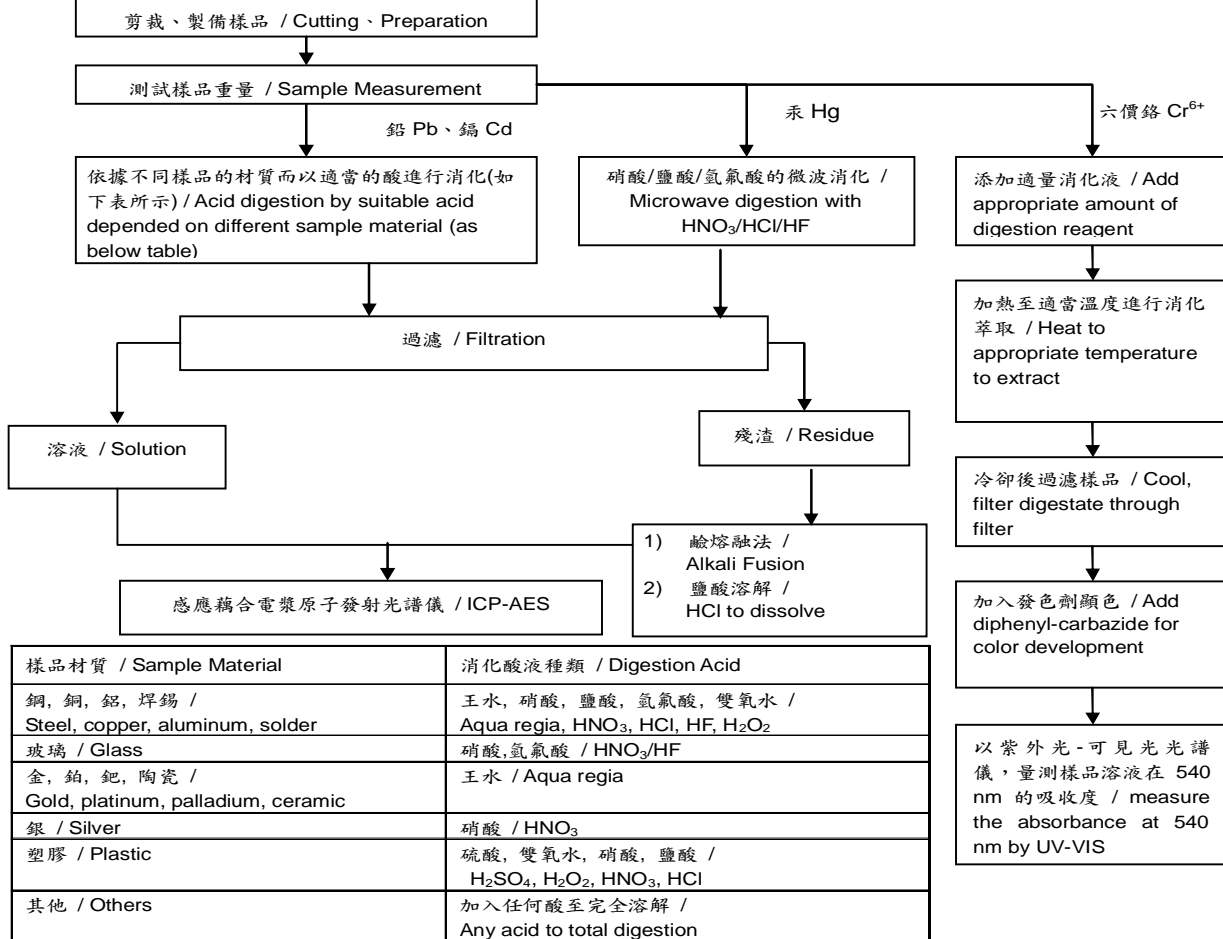 剪裁、製備樣品 / Cutting、Preparation
測試樣品重量 / Sample Measurement
鉛 Pb、鎘 Cd
汞 Hg
六價鉻 Cr⁶⁺
依據不同樣品的材質而以適當的酸進行消化(如
下表所示) / Acid digestion by suitable acid
depended on different sample material (as
below table)
硝酸/鹽酸/氫氟酸的微波消化 /
Microwave digestion with
HNO₃/HCl/HF
添加適量消化液 / Add
appropriate amount of
digestion reagent
加熱至適當溫度進行消化
萃取 / Heat to
appropriate temperature
to extract
過濾 / Filtration
溶液 / Solution
殘渣 / Residue
冷卻後過濾樣品 / Cool,
filter digestate through
filter
1) 鹼熔融法 /
Alkali Fusion
2) 鹽酸溶解 /
HCl to dissolve
感應藕合電漿原子發射光譜儀 / ICP-AES
加入發色劑顯色 / Add
diphenyl-carbazide for
color development
以紫外光-可見光光譜
儀，量測樣品溶液在 540
nm 的吸收度 / measure
the absorbance at 540
nm by UV-VIS
樣品材質 / Sample Material
消化酸液種類 / Digestion Acid
鋼, 銅, 鋁, 焊錫 /
Steel, copper, aluminum, solder
王水, 硝酸, 鹽酸, 氫氟酸, 雙氧水 /
Aqua regia, HNO₃, HCl, HF, H₂O₂
玻璃 / Glass
硝酸,氫氟酸 / HNO₃/HF
金, 鉑, 鈀, 陶瓷 /
Gold, platinum, palladium, ceramic
王水 / Aqua regia
銀 / Silver
硝酸 / HNO₃
塑膠 / Plastic
硫酸, 雙氧水, 硝酸, 鹽酸 /
H₂SO₄, H₂O₂, HNO₃, HCl
其他 / Others
加入任何酸至完全溶解 /
Any acid to total digestion